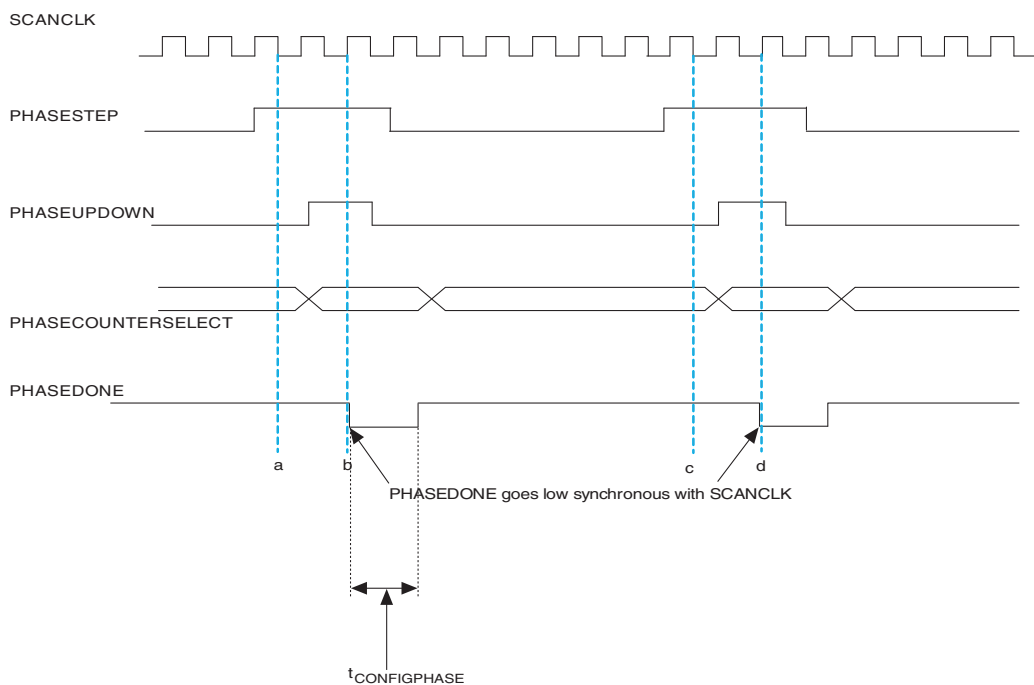 SCANCLK
PHASESTEP
PHASEUPDOWN
PHASECOUNTERSELECT
PHASEDONE
a b c d
PHASEDONE goes low synchronous with SCANCLK
tCONFIGPHASE